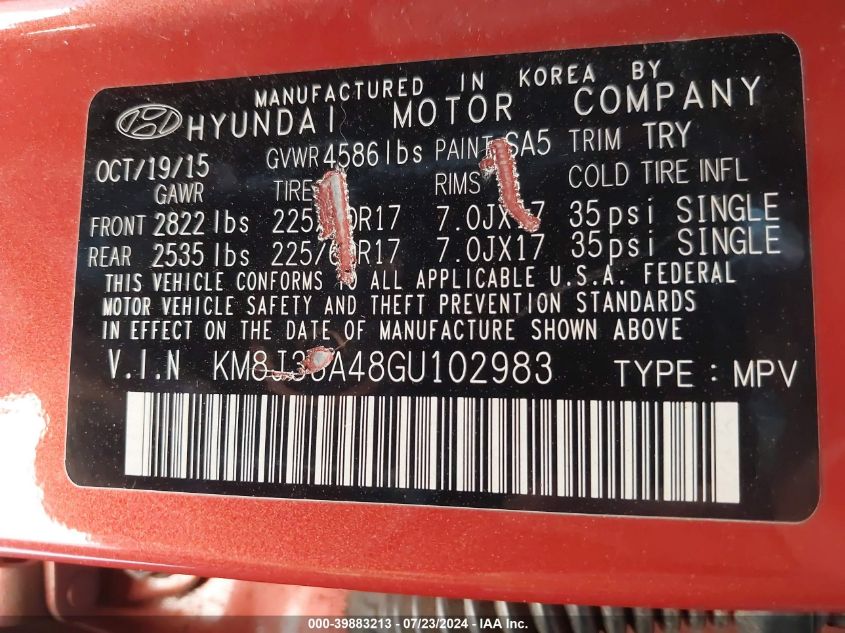 MANUFACTURED IN KOREA BY
HYUNDAI MOTOR COMPANY
OCT/19/15 GVWR 4586 lbs PAINT SA5 TRIM TRY
GAWR TIRE RIMS COLD TIRE INFL
FRONT 2822 lbs 7.0JX17 35psi SINGLE
REAR 2535 lbs 7.0JX17 35psi SINGLE
THIS VEHICLE CONFORMS TO ALL APPLICABLE U.S.A. FEDERAL
MOTOR VEHICLE SAFETY AND THEFT PREVENTION STANDARDS
IN EFFECT ON THE DATE OF MANUFACTURE SHOWN ABOVE
V.I.N TYPE : MPV
000-39883213 - 07/23/2024 - IAA Inc.